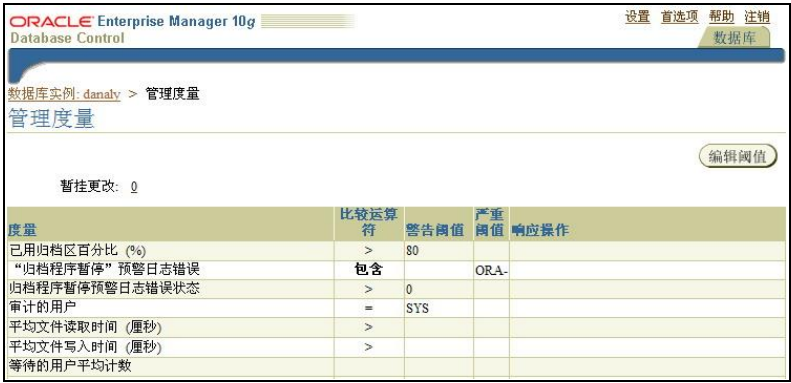 ORACLE Enterprise Manager 10g
Database Control
设置 首选项 帮助 注销
数据库
数据库实例: danaly > 管理度量
管理度量
编辑阈值
暂挂更改: 0
度量 比较运算符 警告阈值 严重阈值 响应操作
已用归档区百分比 (%) > 80
“归档程序暂停”预警日志错误 包含 ORA-
归档程序暂停预警日志错误状态 > 0
审计的用户 = SYS
平均文件读取时间 (厘秒) >
平均文件写入时间 (厘秒) >
等待的用户平均计数